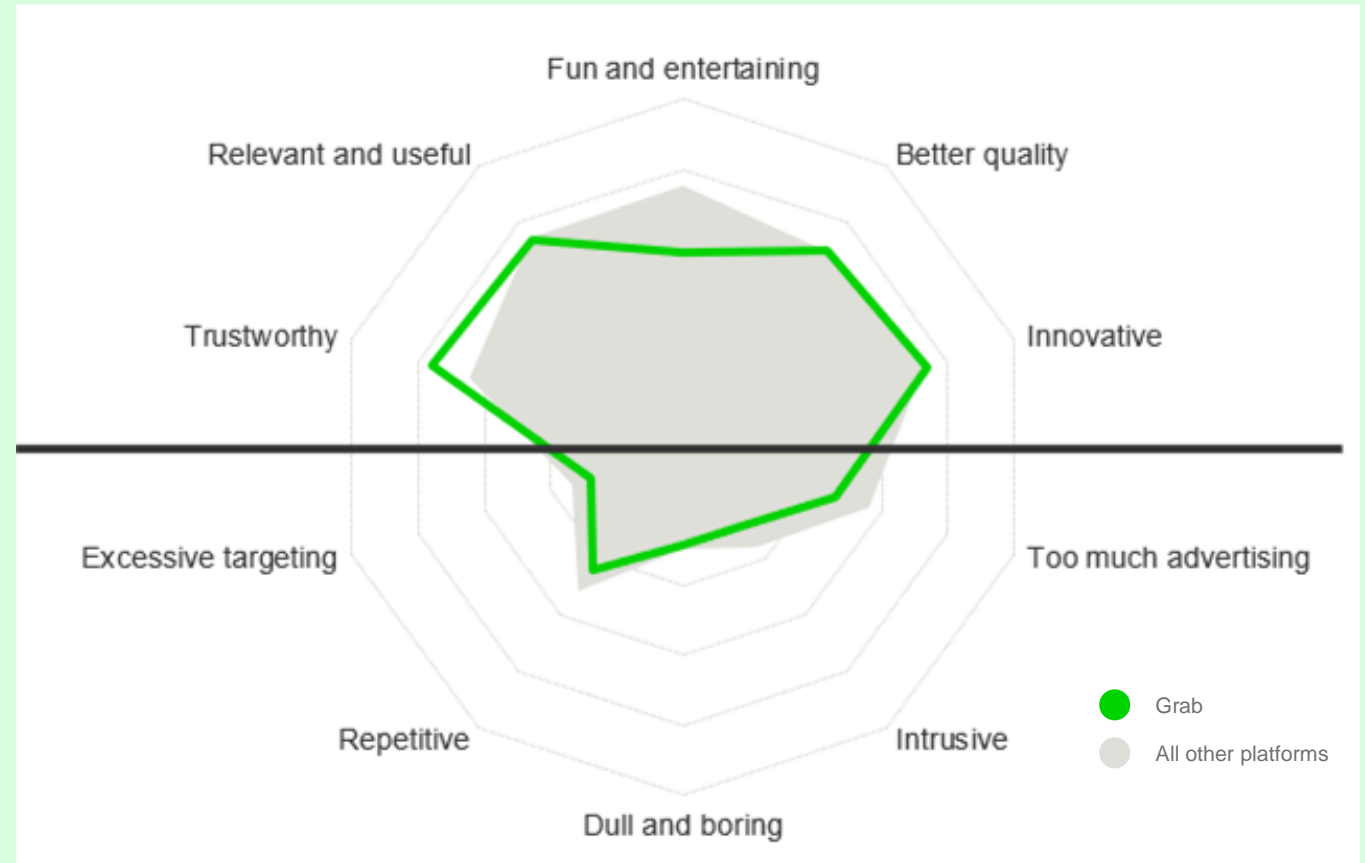 Fun and entertaining
Relevant and useful
Better quality
Trustworthy
Innovative
Excessive targeting
Too much advertising
Repetitive
Intrusive
Dull and boring
Grab
All other platforms